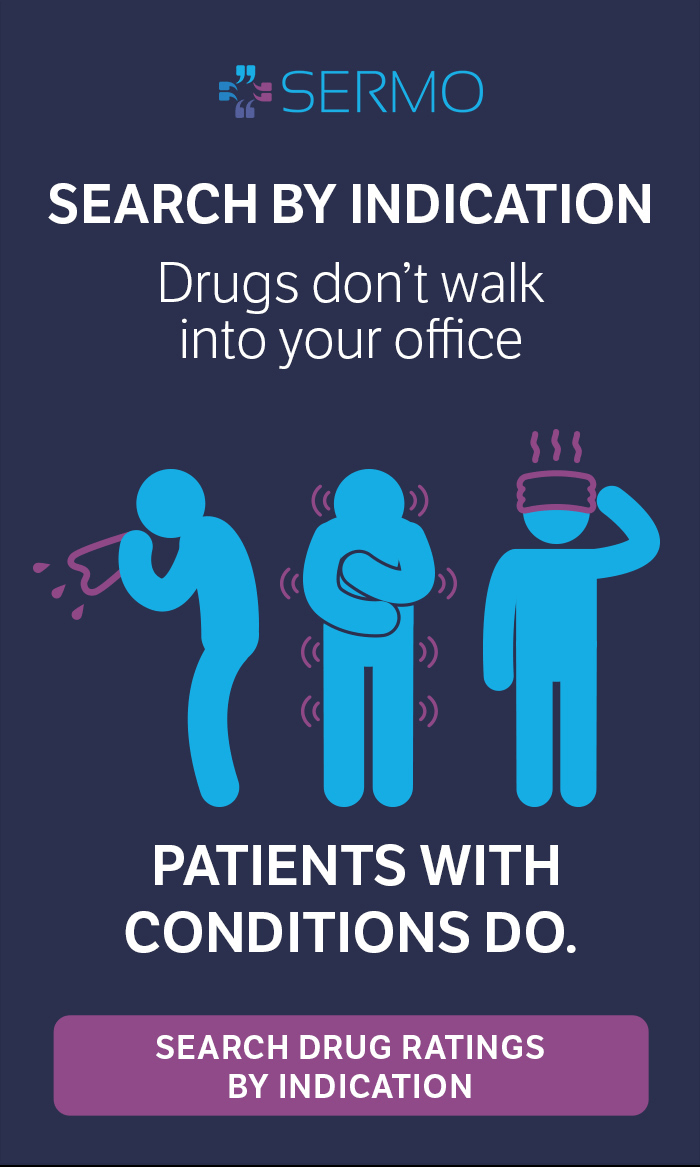 SERMO
SEARCH BY INDICATION
Drugs don’t walk
into your office
PATIENTS WITH
CONDITIONS DO.
SEARCH DRUG RATINGS
BY INDICATION